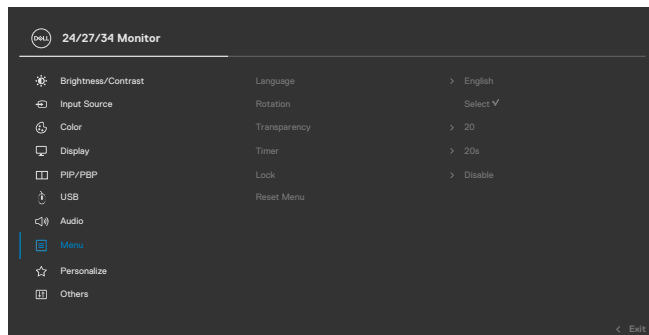 DELL 24/27/34 Monitor
Brightness/Contrast Language > English
Input Source Rotation Select ✓
Color Transparency > 20
Display Timer > 20s
PIP/PBP Lock > Disable
USB Reset Menu
Audio
Menu
Personalize
Others
< Exit